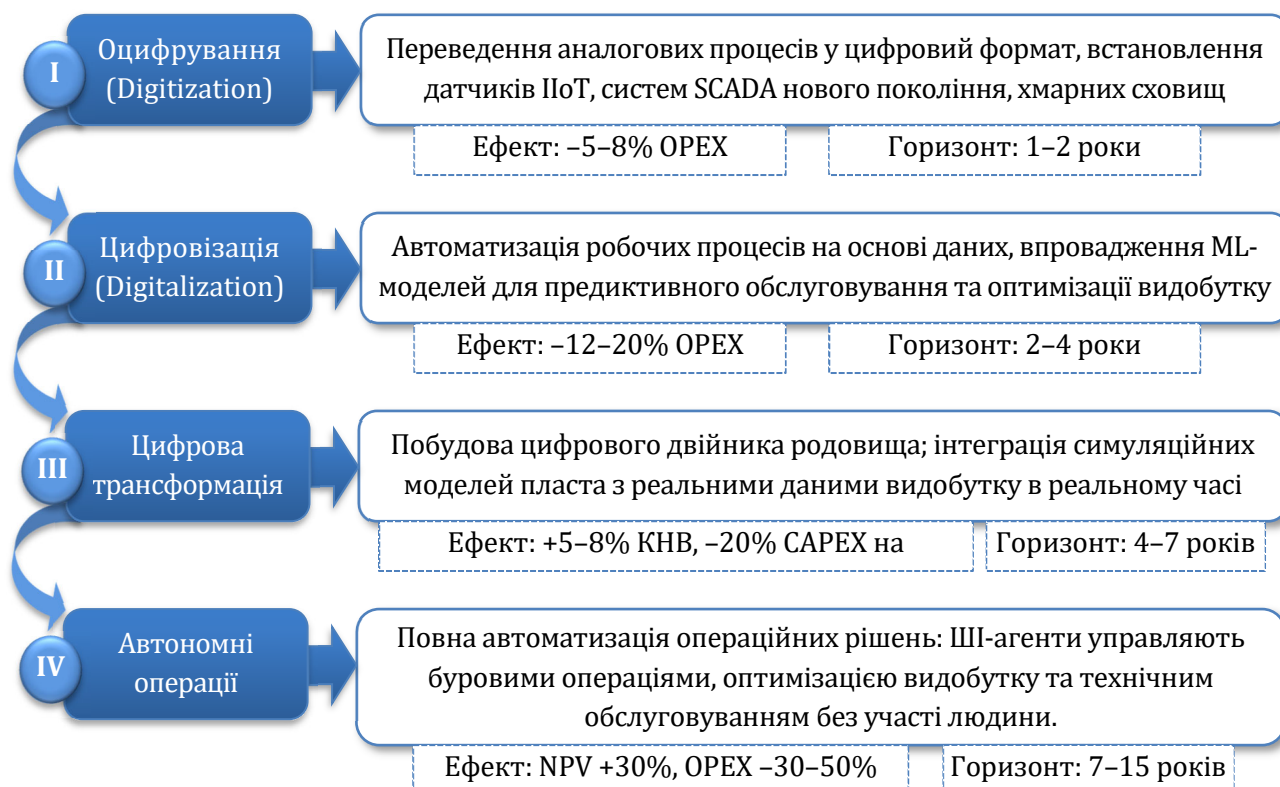 I
Оцифрування
(Digitization)
Переведення аналогових процесів у цифровий формат, встановлення
датчиків IIoT, систем SCADA нового покоління, хмарних сховищ
Ефект: –5–8% OPEX
Горизонт: 1–2 роки
II
Цифровізація
(Digitalization)
Автоматизація робочих процесів на основі даних, впровадження ML-
моделей для предиктивного обслуговування та оптимізації видобутку
Ефект: –12–20% OPEX
Горизонт: 2–4 роки
III
Цифрова
трансформація
Побудова цифрового двійника родовища; інтеграція симуляційних
моделей пласта з реальними даними видобутку в реальному часі
Ефект: +5–8% КНВ, –20% CAPEX на
Горизонт: 4–7 років
IV
Автономні
операції
Повна автоматизація операційних рішень: ШІ-агенти управляють
буровими операціями, оптимізацією видобутку та технічним
обслуговуванням без участі людини.
Ефект: NPV +30%, OPEX –30–50%
Горизонт: 7–15 років